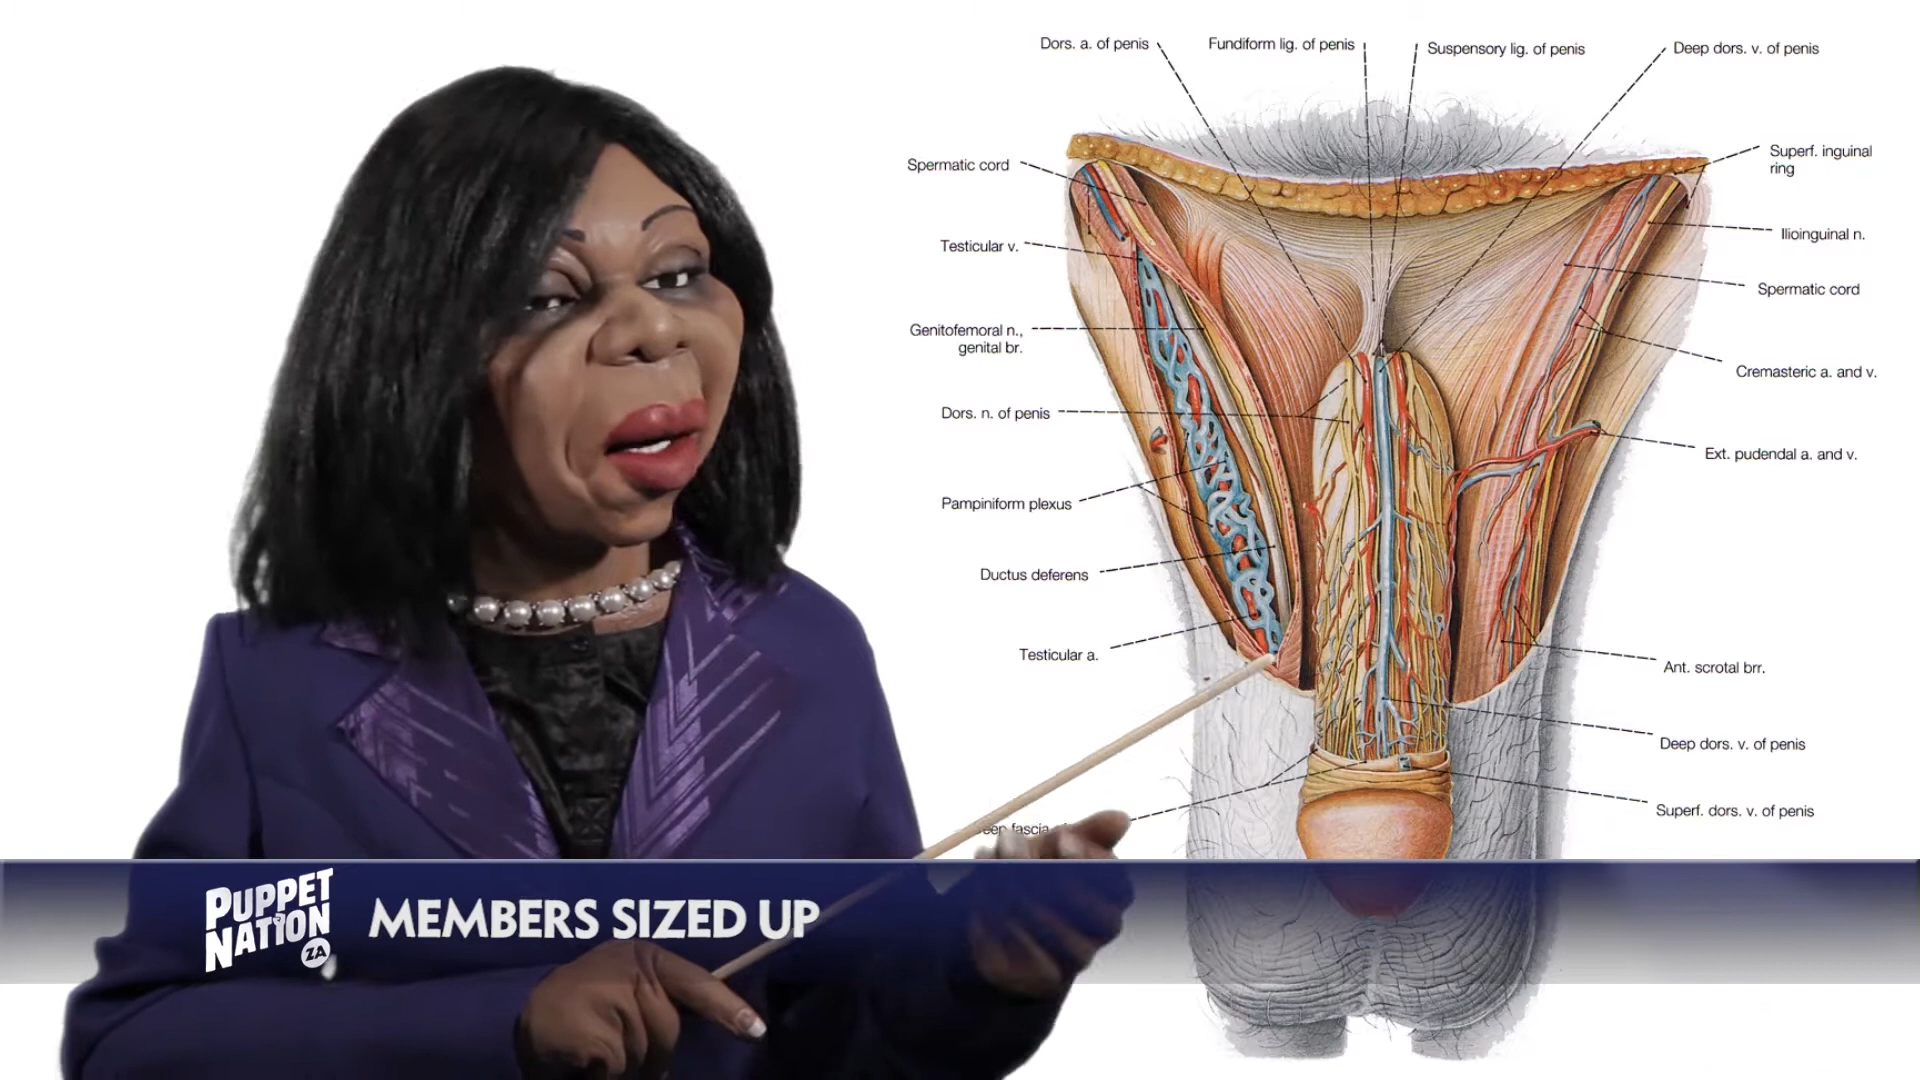 Dors. a. of penis
Fundiform lig. of penis
Suspensory lig. of penis
Deep dors. v. of penis
Spermatic cord
Superf. inguinal
ring
Testicular v.
Ilioinguinal n.
Spermatic cord
Genitofemoral n.,
genital br.
Cremasteric a. and v.
Dors. n. of penis
Ext. pudendal a. and v.
Pampiniform plexus
Ductus deferens
Testicular a.
Ant. scrotal brr.
Deep dors. v. of penis
Superf. dors. v. of penis
fascia
PUPPET
NATION
ZA
MEMBERS SIZED UP